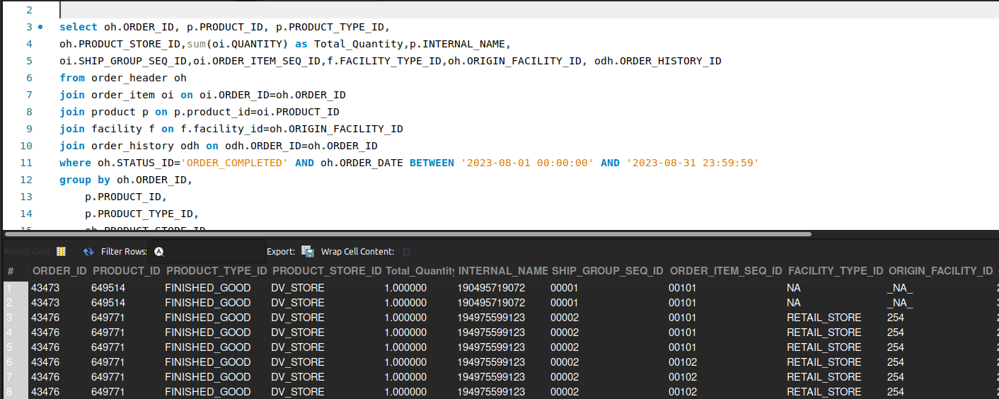 2
3 select oh.ORDER_ID, p.PRODUCT_ID, p.PRODUCT_TYPE_ID,
4 oh.PRODUCT_STORE_ID,sum(oi.QUANTITY) as Total_Quantity,p.INTERNAL_NAME,
5 oi.SHIP_GROUP_SEQ_ID,oi.ORDER_ITEM_SEQ_ID,f.FACILITY_TYPE_ID,oh.ORIGIN_FACILITY_ID, odh.ORDER_HISTORY_ID
6 from order_header oh
7 join order_item oi on oi.ORDER_ID=oh.ORDER_ID
8 join product p on p.product_id=oi.PRODUCT_ID
9 join facility f on f.facility_id=oh.ORIGIN_FACILITY_ID
10 join order_history odh on odh.ORDER_ID=oh.ORDER_ID
11 where oh.STATUS_ID='ORDER_COMPLETED' AND oh.ORDER_DATE BETWEEN '2023-08-01 00:00:00' AND '2023-08-31 23:59:59'
12 group by oh.ORDER_ID,
13 p.PRODUCT_ID,
14 p.PRODUCT_TYPE_ID,
15 oh.PRODUCT_STORE_ID
Result Grid Filter Rows: Export: Wrap Cell Content:
# ORDER_ID PRODUCT_ID PRODUCT_TYPE_ID PRODUCT_STORE_ID Total_Quantity INTERNAL_NAME SHIP_GROUP_SEQ_ID ORDER_ITEM_SEQ_ID FACILITY_TYPE_ID ORIGIN_FACILITY_ID
1 43473 649514 FINISHED_GOOD DV_STORE 1.000000 190495719072 00001 00101 NA _NA_
2 43473 649514 FINISHED_GOOD DV_STORE 1.000000 190495719072 00001 00101 NA _NA_
3 43476 649771 FINISHED_GOOD DV_STORE 1.000000 194975599123 00002 00101 RETAIL_STORE 254
4 43476 649771 FINISHED_GOOD DV_STORE 1.000000 194975599123 00002 00101 RETAIL_STORE 254
5 43476 649771 FINISHED_GOOD DV_STORE 1.000000 194975599123 00002 00101 RETAIL_STORE 254
6 43476 649771 FINISHED_GOOD DV_STORE 1.000000 194975599123 00002 00102 RETAIL_STORE 254
7 43476 649771 FINISHED_GOOD DV_STORE 1.000000 194975599123 00002 00102 RETAIL_STORE 254
8 43476 649771 FINISHED_GOOD DV_STORE 1.000000 194975599123 00002 00102 RETAIL_STORE 254